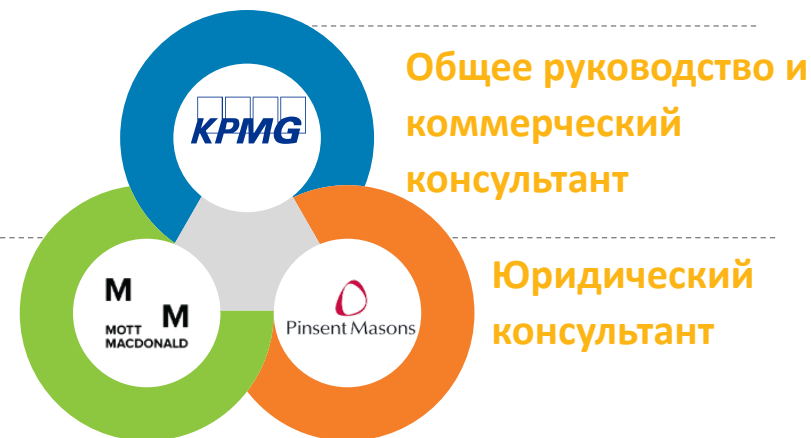 KPMG
Общее руководство и
коммерческий
консультант
M
M
MOTT
MACDONALD
Pinsent Masons
Юридический
консультант